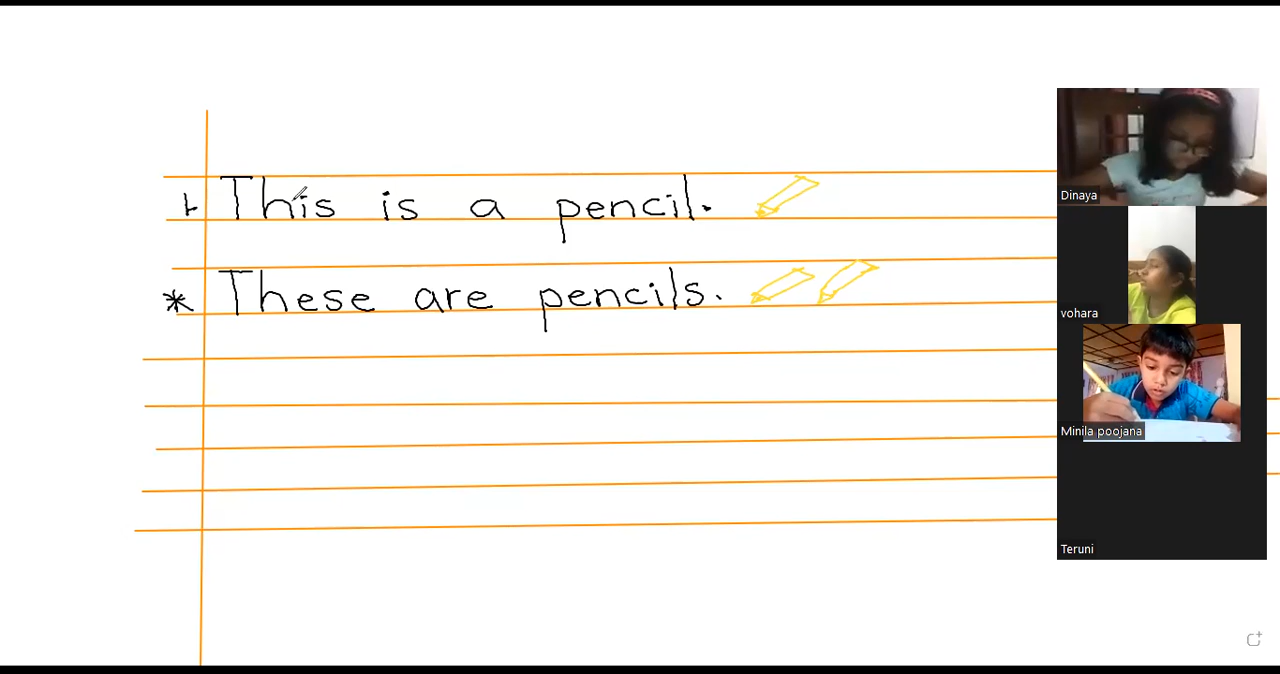 This is a pencil.
* These are pencils.
Dinaya
vohara
Minila poojana
Teruni